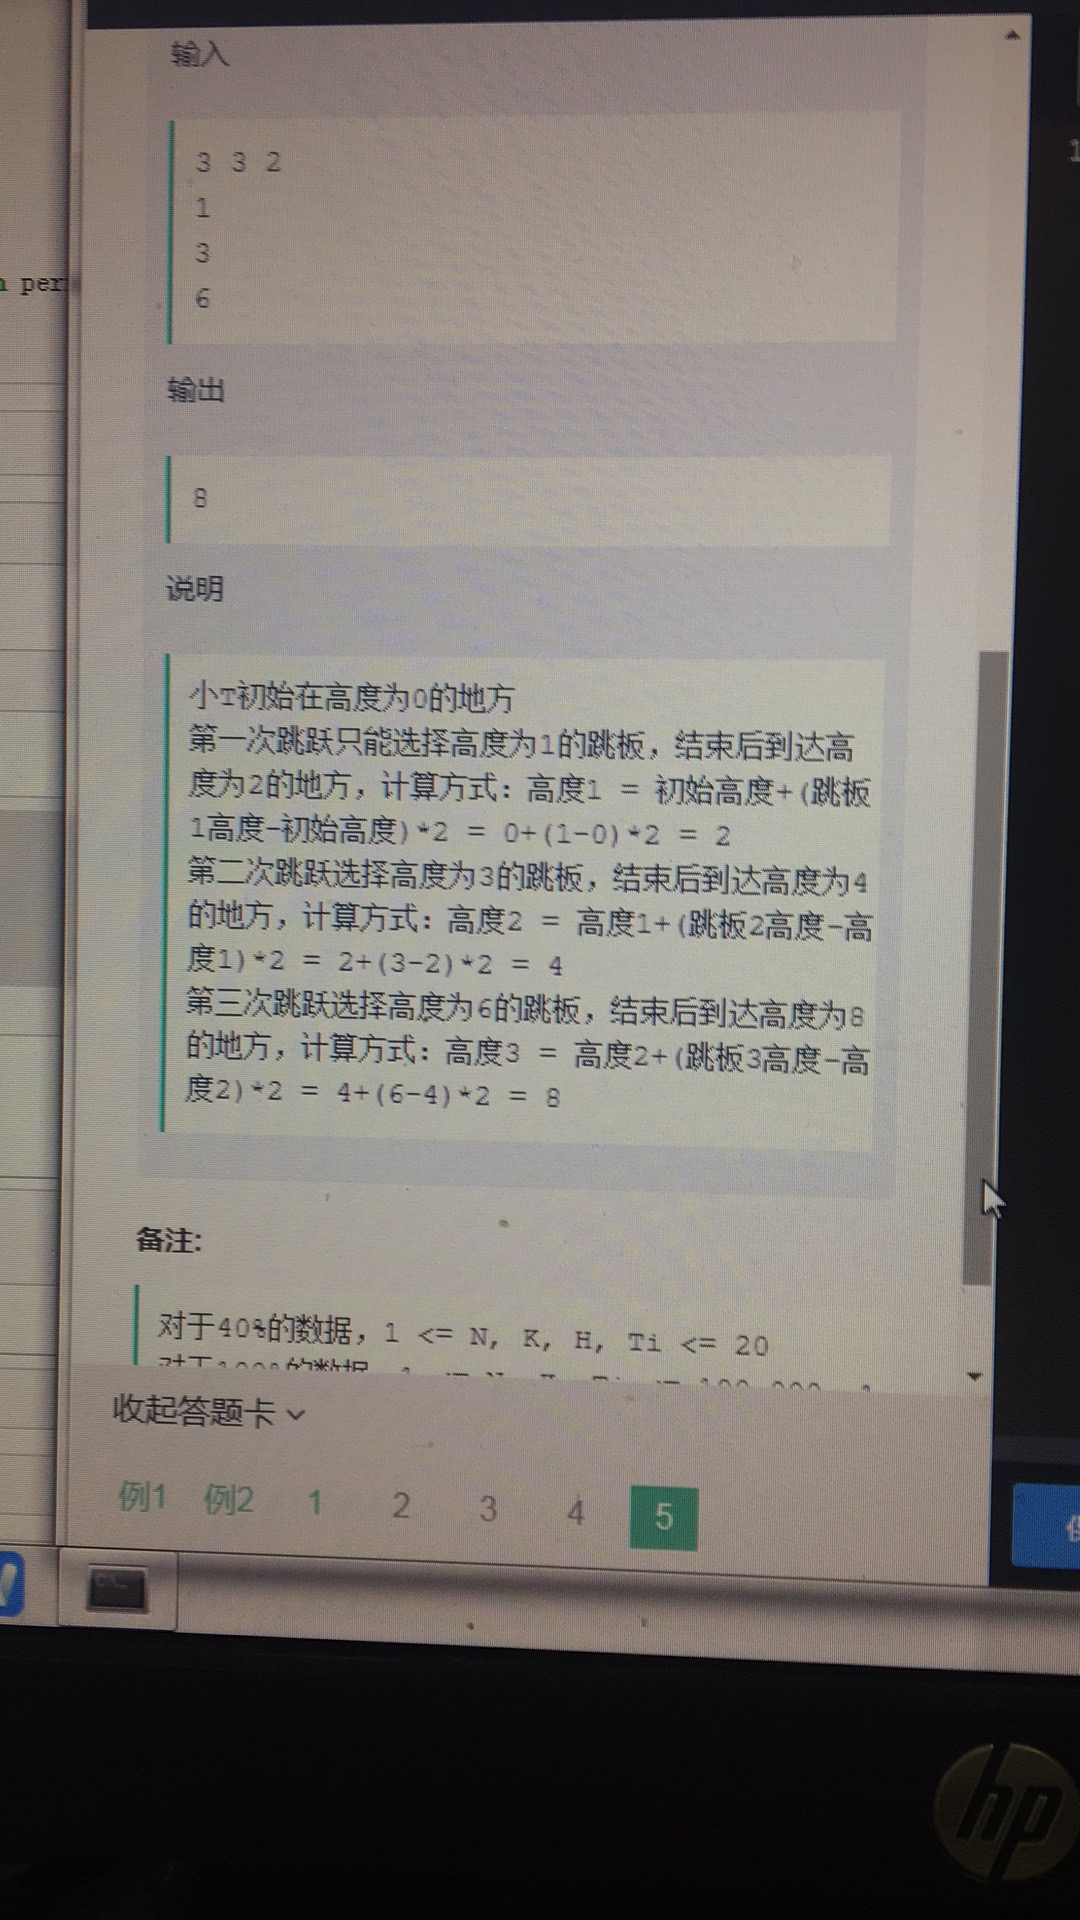 输入
3 3 2
1
3
6
输出
8
说明
小T初始在高度为0的地方
第一次跳跃只能选择高度为1的跳板，结束后到达高
度为2的地方，计算方式：高度1 = 初始高度+(跳板
1高度-初始高度)*2 = 0+(1-0)*2 = 2
第二次跳跃选择高度为3的跳板，结束后到达高度为4
的地方，计算方式：高度2 = 高度1+(跳板2高度-高
度1)*2 = 2+(3-2)*2 = 4
第三次跳跃选择高度为6的跳板，结束后到达高度为8
的地方，计算方式：高度3 = 高度2+(跳板3高度-高
度2)*2 = 4+(6-4)*2 = 8
备注:
对于40%的数据，1 <= N, K, H, Ti <= 20
收起答题卡
例1 例2 1 2 3 4 5
hp